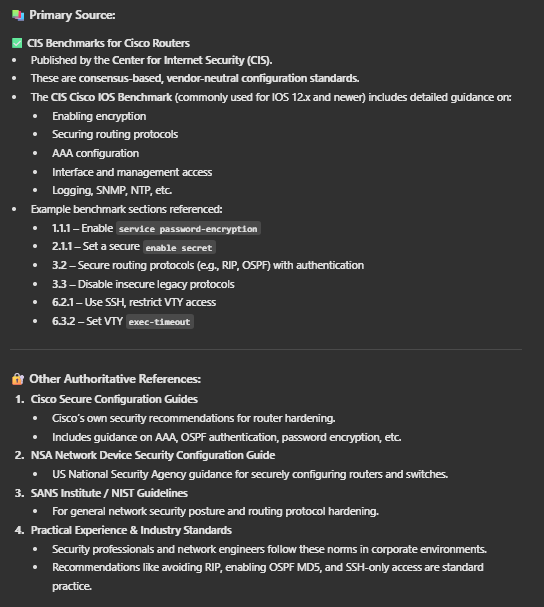 Primary Source:
CIS Benchmarks for Cisco Routers
• Published by the Center for Internet Security (CIS).
• These are consensus-based, vendor-neutral configuration standards.
• The CIS Cisco IOS Benchmark (commonly used for IOS 12.x and newer) includes detailed guidance on:
• Enabling encryption
• Securing routing protocols
• AAA configuration
• Interface and management access
• Logging, SNMP, NTP, etc.
• Example benchmark sections referenced:
• 1.1.1 – Enable service password-encryption
• 2.1.1 – Set a secure enable secret
• 3.2 – Secure routing protocols (e.g., RIP, OSPF) with authentication
• 3.3 – Disable insecure legacy protocols
• 6.2.1 – Use SSH, restrict VTY access
• 6.3.2 – Set VTY exec-timeout
Other Authoritative References:
1. Cisco Secure Configuration Guides
• Cisco's own security recommendations for router hardening.
• Includes guidance on AAA, OSPF authentication, password encryption, etc.
2. NSA Network Device Security Configuration Guide
• US National Security Agency guidance for securely configuring routers and switches.
3. SANS Institute / NIST Guidelines
• For general network security posture and routing protocol hardening.
4. Practical Experience & Industry Standards
• Security professionals and network engineers follow these norms in corporate environments.
• Recommendations like avoiding RIP, enabling OSPF MD5, and SSH-only access are standard
practice.